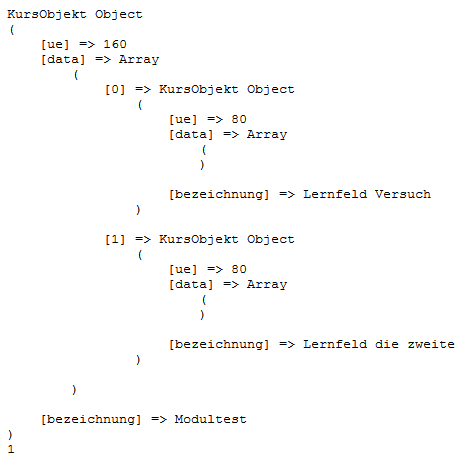 KursObjekt Object
(
    [ue] => 160
    [data] => Array
        (
            [0] => KursObjekt Object
                (
                    [ue] => 80
                    [data] => Array
                        (
                        )

                    [bezeichnung] => Lernfeld Versuch
                )

            [1] => KursObjekt Object
                (
                    [ue] => 80
                    [data] => Array
                        (
                        )

                    [bezeichnung] => Lernfeld die zweite
                )

        )

    [bezeichnung] => Modultest
)
1